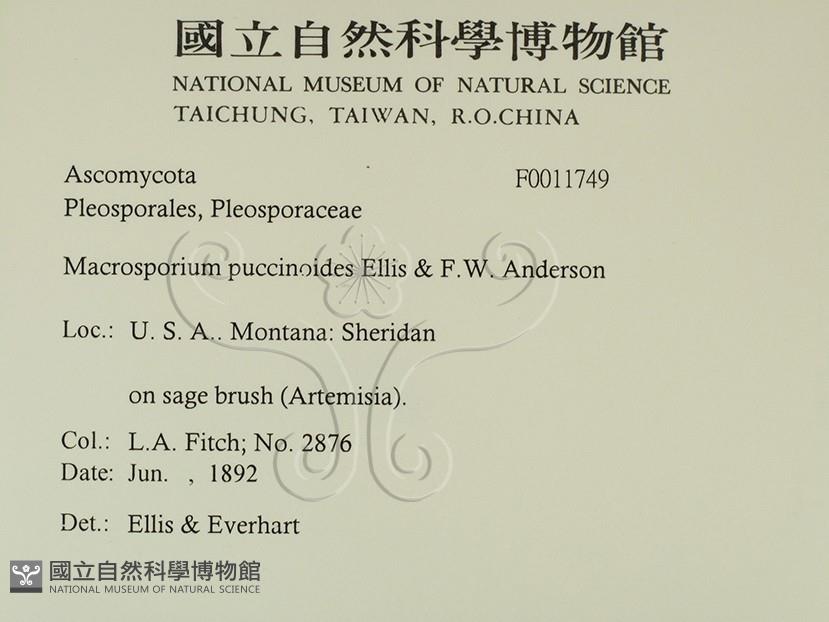 國立自然科學博物館
NATIONAL MUSEUM OF NATURAL SCIENCE
TAICHUNG, TAIWAN, R.O.CHINA
Ascomycota F0011749
Pleosporales, Pleosporaceae
Macrosporium puccinoides Ellis & F.W. Anderson
Loc.: U. S. A.. Montana: Sheridan
on sage brush (Artemisia).
Col.: L.A. Fitch; No. 2876
Date: Jun. , 1892
Det.: Ellis & Everhart
國立自然科學博物館
NATIONAL MUSEUM OF NATURAL SCIENCE